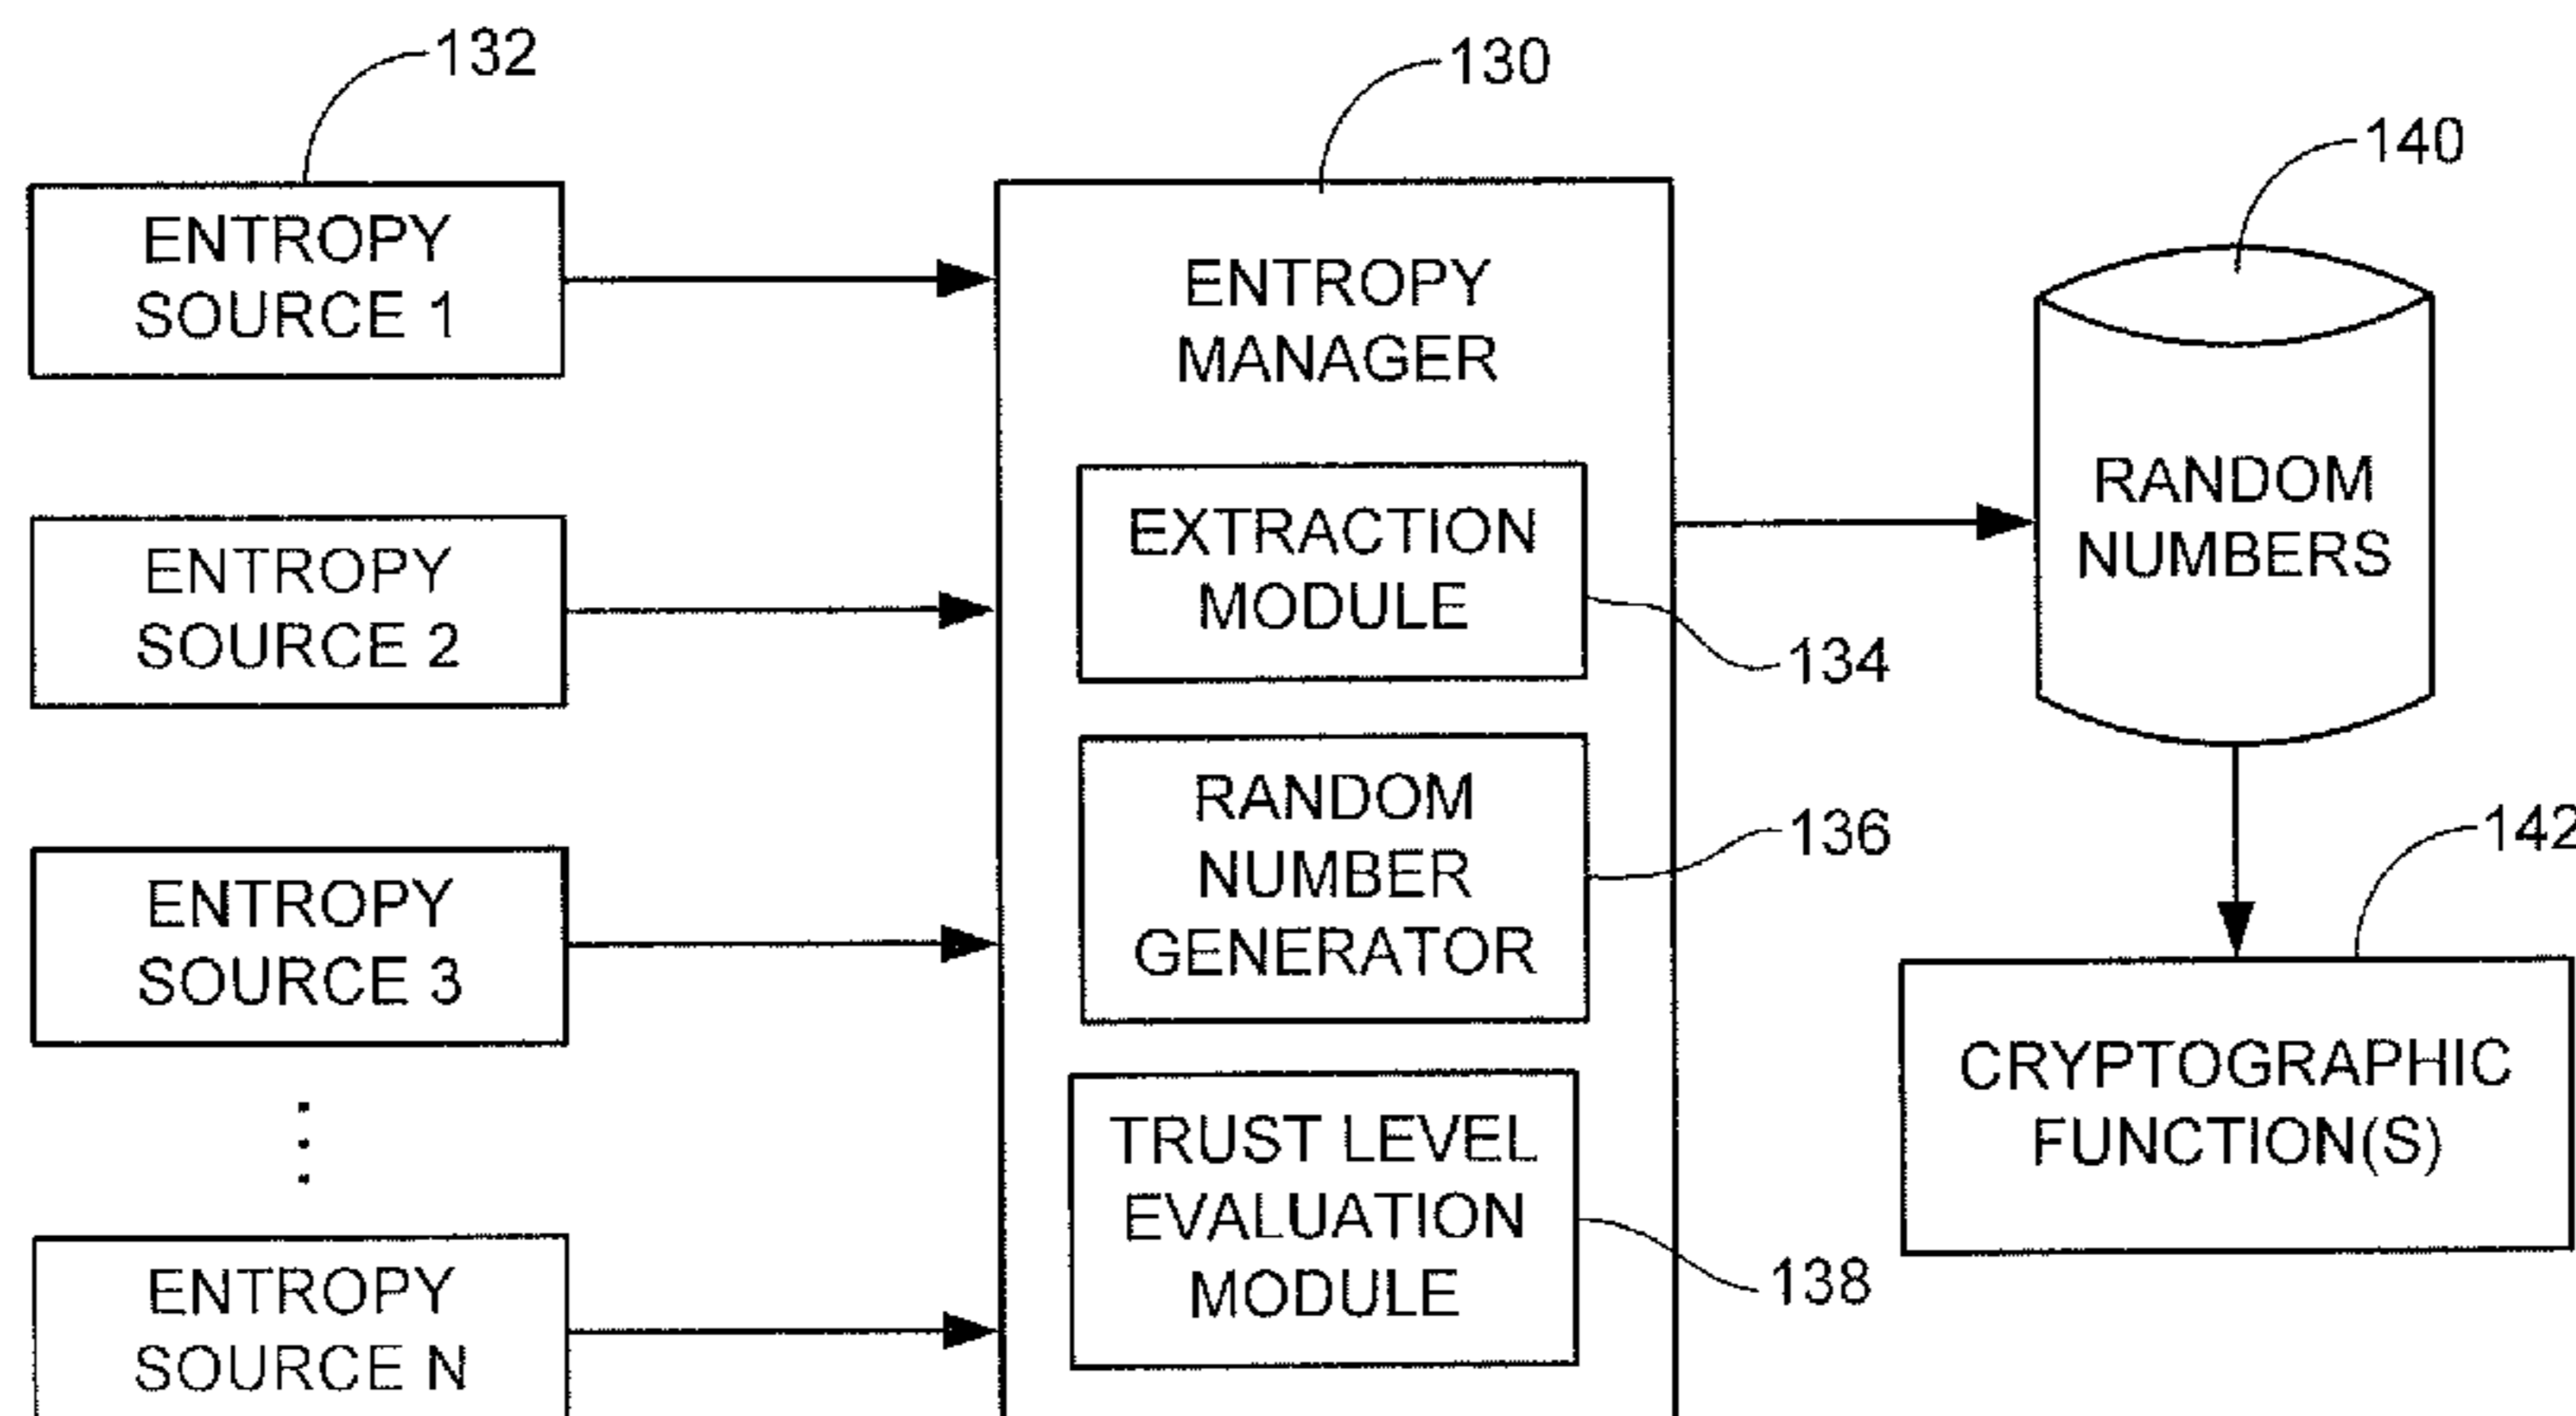 132
130
140
ENTROPY
SOURCE 1
ENTROPY
SOURCE 2
ENTROPY
SOURCE 3
ENTROPY
SOURCE N
ENTROPY
MANAGER
EXTRACTION
MODULE
134
RANDOM
NUMBER
GENERATOR
136
TRUST LEVEL
EVALUATION
MODULE
138
RANDOM
NUMBERS
142
CRYPTOGRAPHIC
FUNCTION(S)